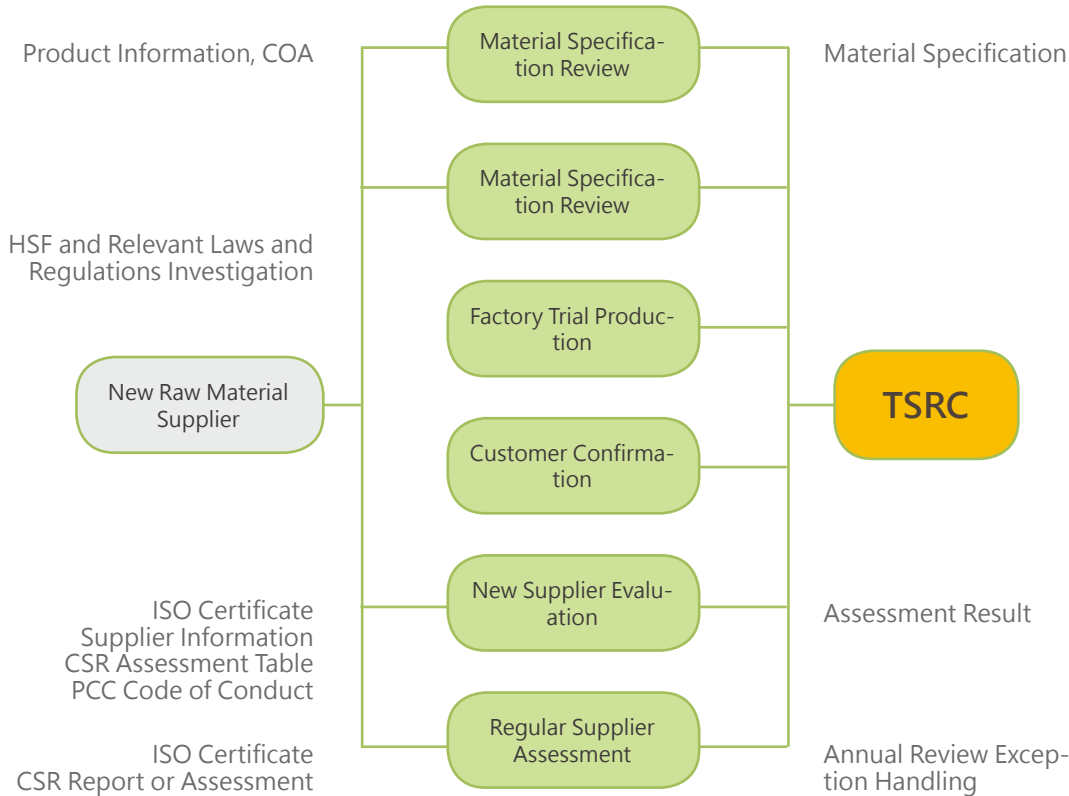 Product Information, COA
Material Specifica-
tion Review
Material Specification
Material Specifica-
tion Review
HSF and Relevant Laws and
Regulations Investigation
Factory Trial Produc-
tion
New Raw Material
Supplier
TSRC
Customer Confirma-
tion
ISO Certificate
Supplier Information
CSR Assessment Table
PCC Code of Conduct
New Supplier Evalu-
ation
Assessment Result
ISO Certificate
CSR Report or Assessment
Regular Supplier
Assessment
Annual Review Excep-
tion Handling